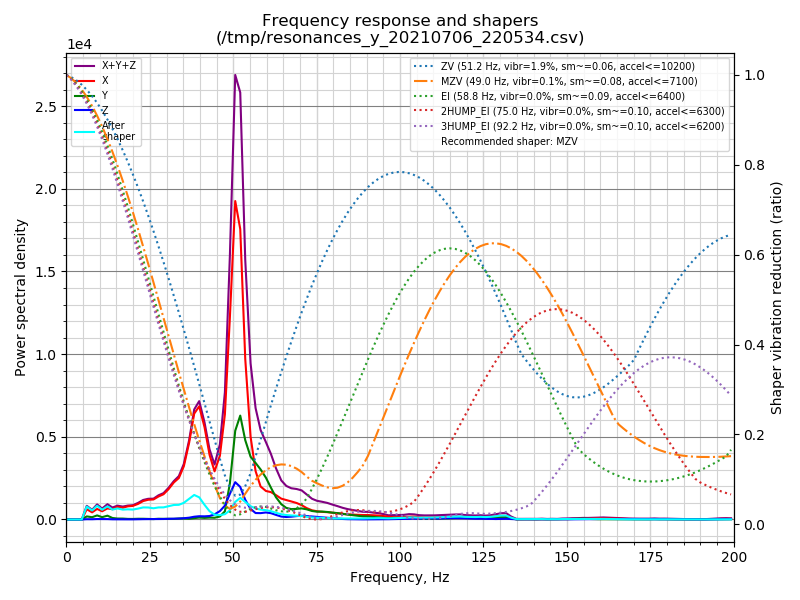 Frequency response and shapers
(/tmp/resonances_y_20210706_220534.csv)
1e4
X+Y+Z
X
Y
Z
After
shaper
ZV (51.2 Hz, vibr=1.9%, sm~=0.06, accel<=10200)
MZV (49.0 Hz, vibr=0.1%, sm~=0.08, accel<=7100)
EI (58.8 Hz, vibr=0.0%, sm~=0.09, accel<=6400)
2HUMP_EI (75.0 Hz, vibr=0.0%, sm~=0.10, accel<=6300)
3HUMP_EI (92.2 Hz, vibr=0.0%, sm~=0.10, accel<=6200)
Recommended shaper: MZV
Power spectral density
2.5
2.0
1.5
1.0
0.5
0.0
1.0
0.8
0.6
0.4
0.2
0.0
Shaper vibration reduction (ratio)
0 25 50 75 100 125 150 175 200
Frequency, Hz